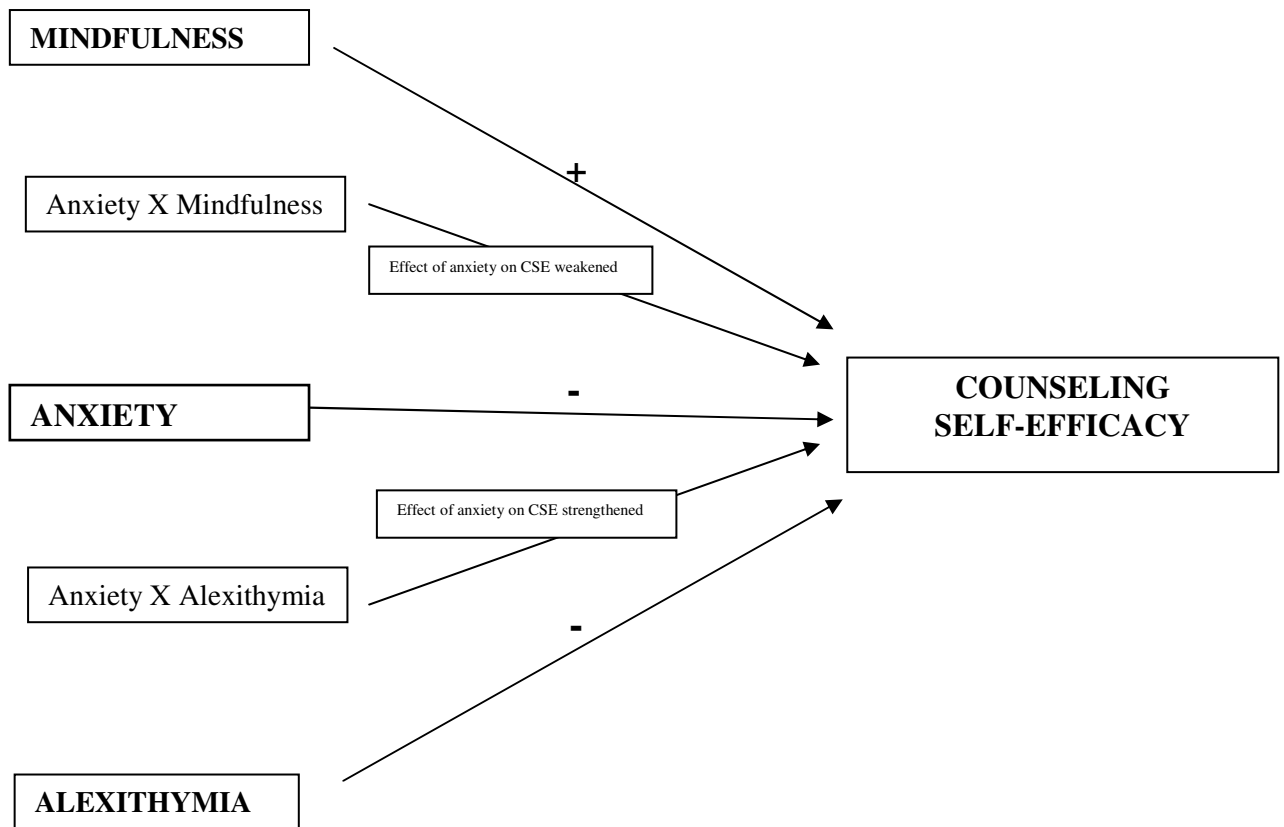 MINDFULNESS
+
Anxiety X Mindfulness
Effect of anxiety on CSE weakened
ANXIETY
-
COUNSELING
SELF-EFFICACY
Effect of anxiety on CSE strengthened
Anxiety X Alexithymia
-
ALEXITHYMIA